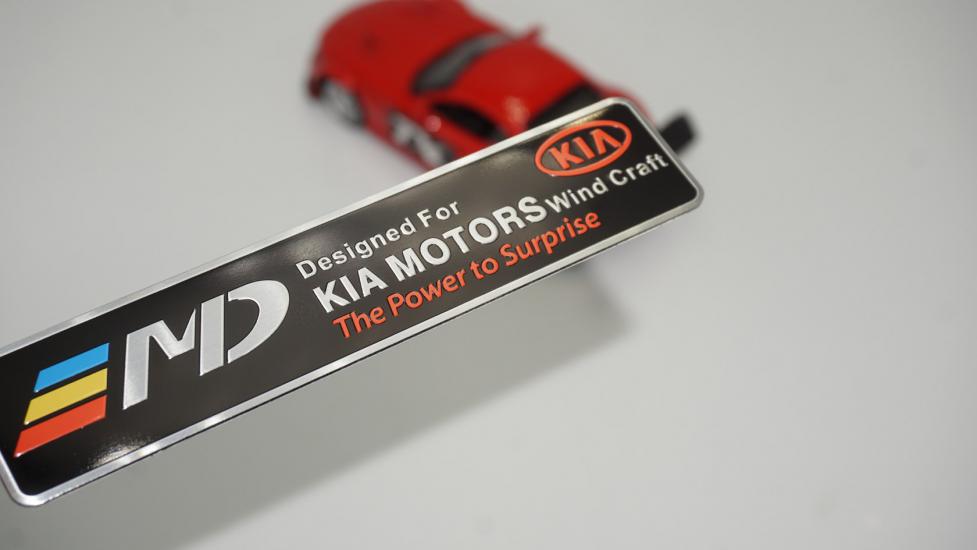 MD
Designed For
KIA MOTORS Wind Craft
The Power to Surprise
KIA